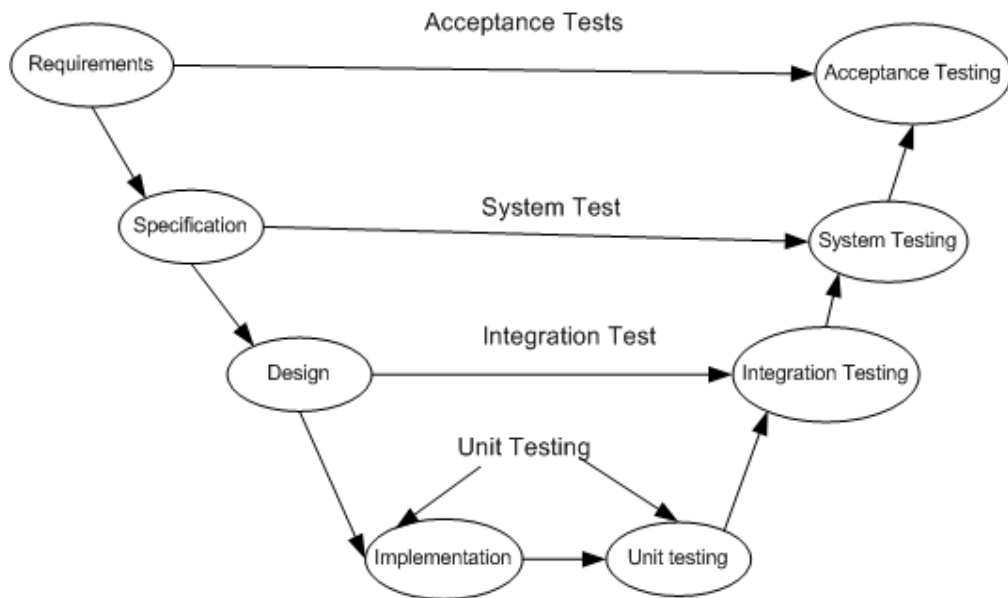 Acceptance Tests
Requirements
Acceptance Testing
System Test
Specification
System Testing
Integration Test
Design
Integration Testing
Unit Testing
Implementation
Unit testing